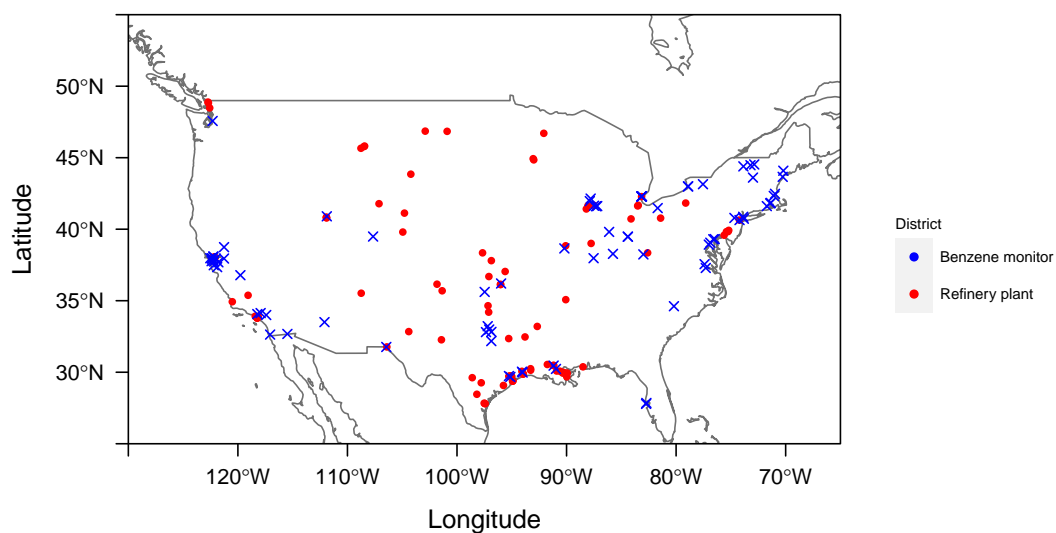 50°N
45°N
40°N
35°N
30°N
Latitude
120°W 110°W 100°W 90°W 80°W 70°W
Longitude
District
Benzene monitor
Refinery plant